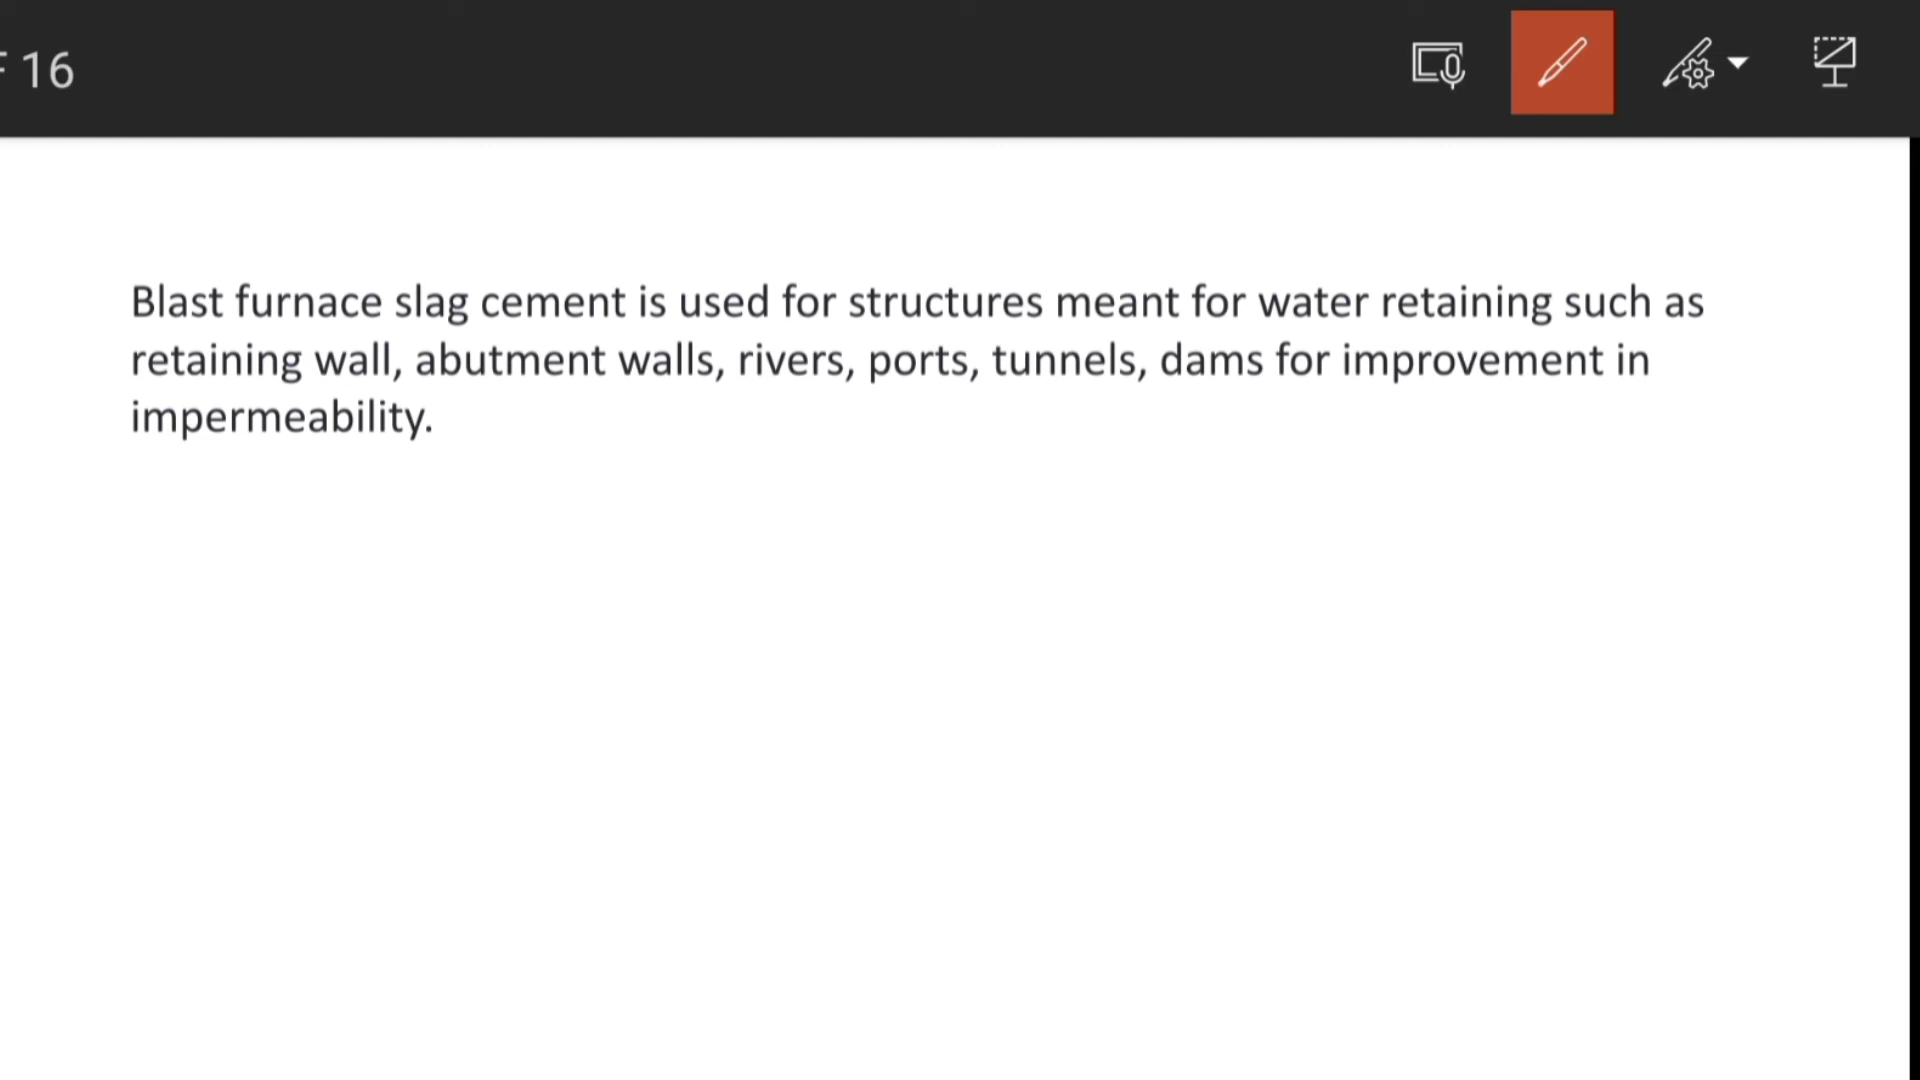 16
Blast furnace slag cement is used for structures meant for water retaining such as
retaining wall, abutment walls, rivers, ports, tunnels, dams for improvement in
impermeability.